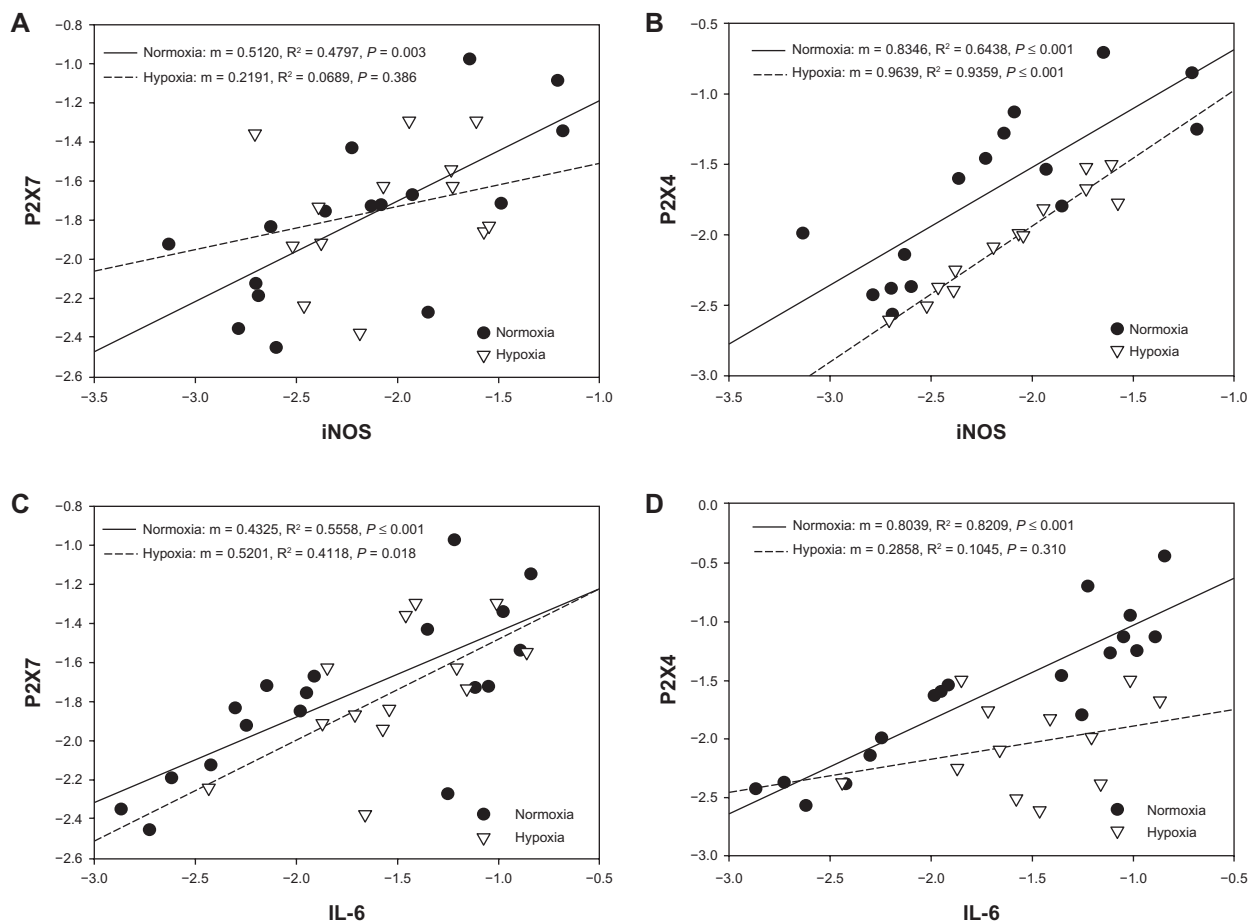 A
Normoxia: m = 0.5120, R² = 0.4797, P = 0.003
Hypoxia: m = 0.2191, R² = 0.0689, P = 0.386
−0.8
−1.0
−1.2
−1.4
−1.6
−1.8
−2.0
−2.2
−2.4
−2.6
P2X7
Normoxia
Hypoxia
−3.5 −3.0 −2.5 −2.0 −1.5 −1.0
iNOS
B
Normoxia: m = 0.8346, R² = 0.6438, P ≤ 0.001
Hypoxia: m = 0.9639, R² = 0.9359, P ≤ 0.001
−0.5
−1.0
−1.5
−2.0
−2.5
−3.0
P2X4
Normoxia
Hypoxia
−3.5 −3.0 −2.5 −2.0 −1.5 −1.0
iNOS
C
Normoxia: m = 0.4325, R² = 0.5558, P ≤ 0.001
Hypoxia: m = 0.5201, R² = 0.4118, P = 0.018
−0.8
−1.0
−1.2
−1.4
−1.6
−1.8
−2.0
−2.2
−2.4
−2.6
P2X7
Normoxia
Hypoxia
−3.0 −2.5 −2.0 −1.5 −1.0 −0.5
IL-6
D
Normoxia: m = 0.8039, R² = 0.8209, P ≤ 0.001
Hypoxia: m = 0.2858, R² = 0.1045, P = 0.310
0.0
−0.5
−1.0
−1.5
−2.0
−2.5
−3.0
P2X4
Normoxia
Hypoxia
−3.0 −2.5 −2.0 −1.5 −1.0 −0.5
IL-6